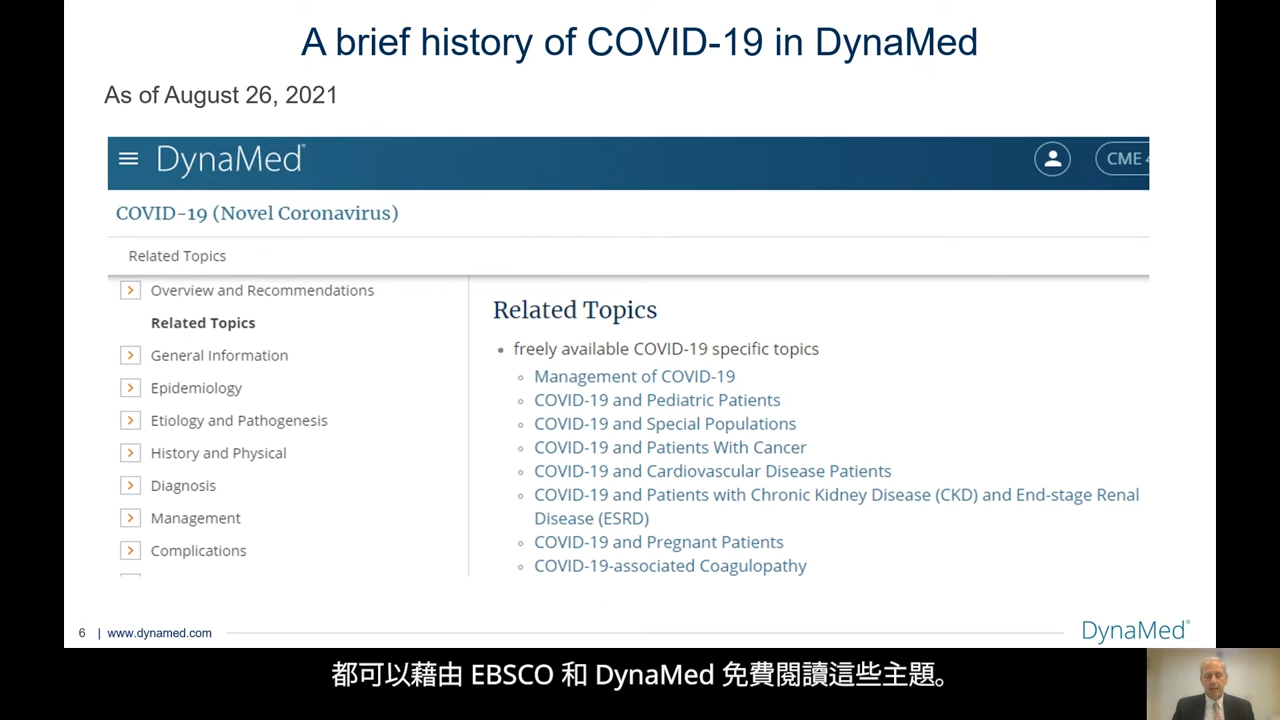 A brief history of COVID-19 in DynaMed
As of August 26, 2021
DynaMed
CME
COVID-19 (Novel Coronavirus)
Related Topics
Overview and Recommendations
Related Topics
General Information
Epidemiology
Etiology and Pathogenesis
History and Physical
Diagnosis
Management
Complications
Related Topics
• freely available COVID-19 specific topics
◦ Management of COVID-19
◦ COVID-19 and Pediatric Patients
◦ COVID-19 and Special Populations
◦ COVID-19 and Patients With Cancer
◦ COVID-19 and Cardiovascular Disease Patients
◦ COVID-19 and Patients with Chronic Kidney Disease (CKD) and End-stage Renal
Disease (ESRD)
◦ COVID-19 and Pregnant Patients
◦ COVID-19-associated Coagulopathy
6 | www.dynamed.com
DynaMed
都可以藉由 EBSCO 和 DynaMed 免費閱讀這些主題。